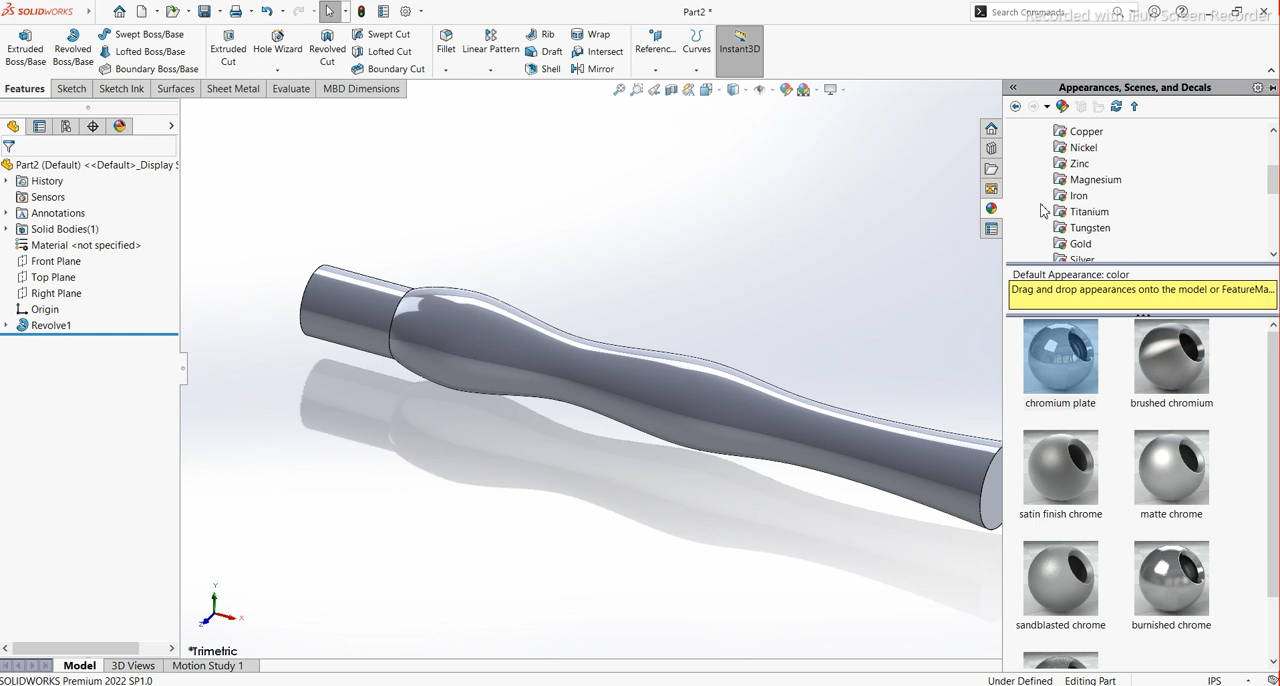 SOLIDWORKS
Part2 *
Search Commands
Recorded with iFun Screen Recorder
Extruded Boss/Base
Revolved Boss/Base
Swept Boss/Base
Lofted Boss/Base
Boundary Boss/Base
Extruded Cut
Hole Wizard
Revolved Cut
Swept Cut
Lofted Cut
Boundary Cut
Fillet
Linear Pattern
Rib
Draft
Shell
Wrap
Intersect
Mirror
Referenc...
Curves
Instant3D
Features
Sketch
Sketch Ink
Surfaces
Sheet Metal
Evaluate
MBD Dimensions
Part2 (Default) <<Default>_Display S
History
Sensors
Annotations
Solid Bodies(1)
Material <not specified>
Front Plane
Top Plane
Right Plane
Origin
Revolve1
Y
X
Z
*Trimetric
Appearances, Scenes, and Decals
Copper
Nickel
Zinc
Magnesium
Iron
Titanium
Tungsten
Gold
Silver
Default Appearance: color
Drag and drop appearances onto the model or FeatureMa...
chromium plate
brushed chromium
satin finish chrome
matte chrome
sandblasted chrome
burnished chrome
Model
3D Views
Motion Study 1
SOLIDWORKS Premium 2022 SP1.0
Under Defined
Editing Part
IPS